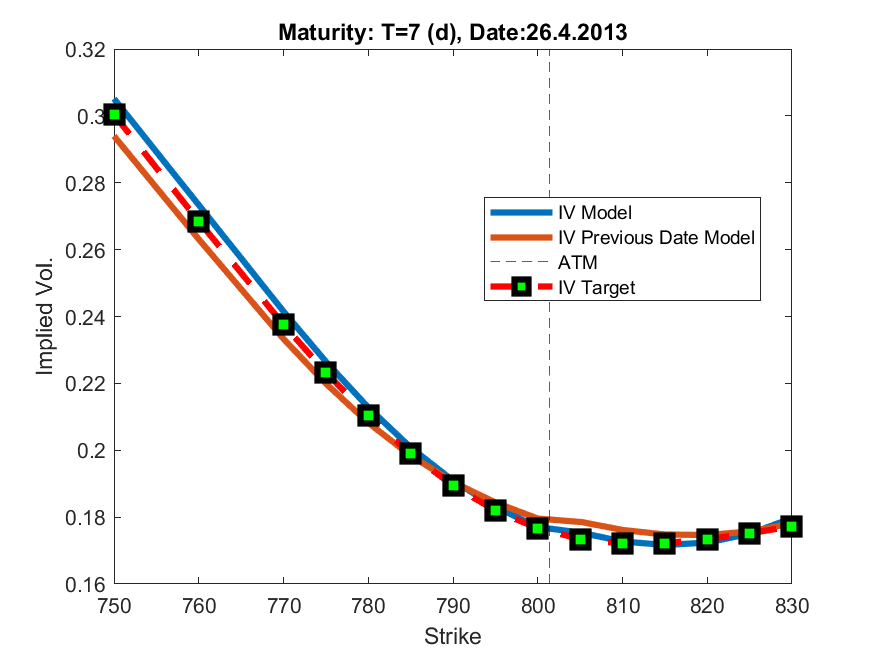 Maturity: T=7 (d), Date:26.4.2013
0.32
0.3
0.28
0.26
0.24
0.22
0.2
0.18
0.16
Implied Vol.
IV Model
IV Previous Date Model
ATM
IV Target
750 760 770 780 790 800 810 820 830
Strike